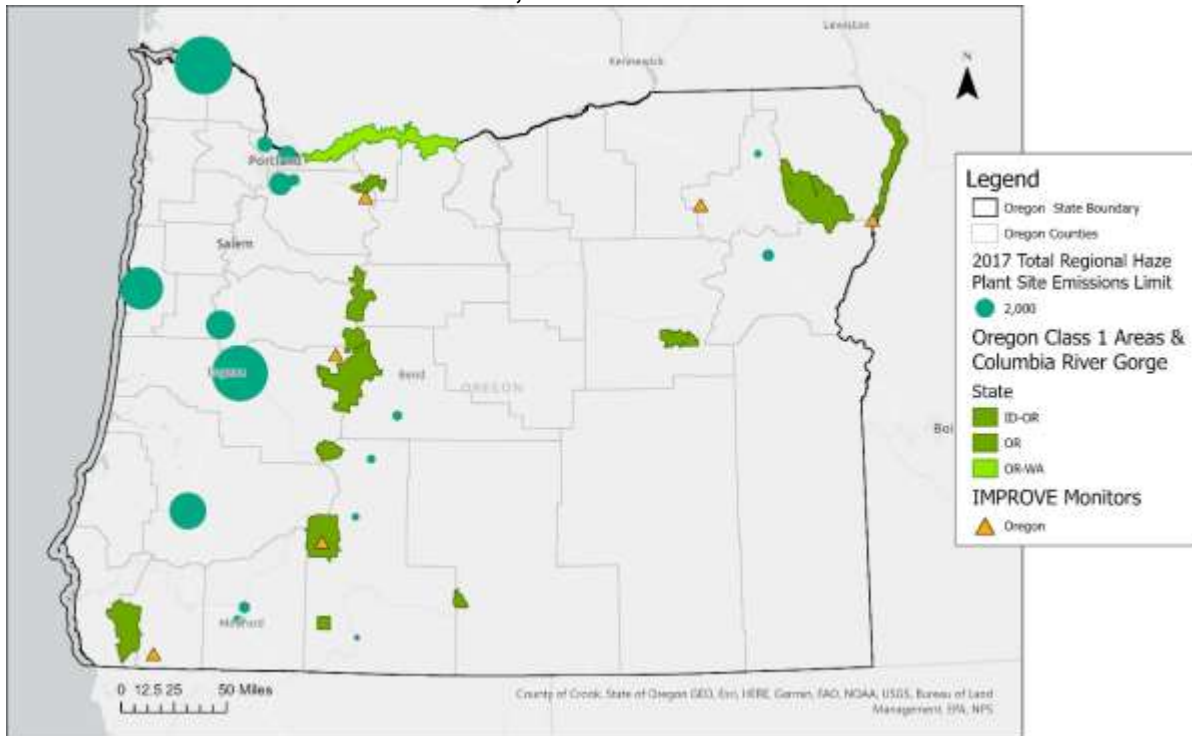 Lewiston
Kennewick
N
Portland
Salem
Eugene
Bend
OREGON
Boi
Medford
0 12.5 25 50 Miles
County of Crook, State of Oregon GEO, Esri, HERE, Garmin, FAO, NOAA, USGS, Bureau of Land
Management, EPA, NPS
Legend
Oregon State Boundary
Oregon Counties
2017 Total Regional Haze
Plant Site Emissions Limit
2,000
Oregon Class 1 Areas &
Columbia River Gorge
State
ID-OR
OR
OR-WA
IMPROVE Monitors
Oregon